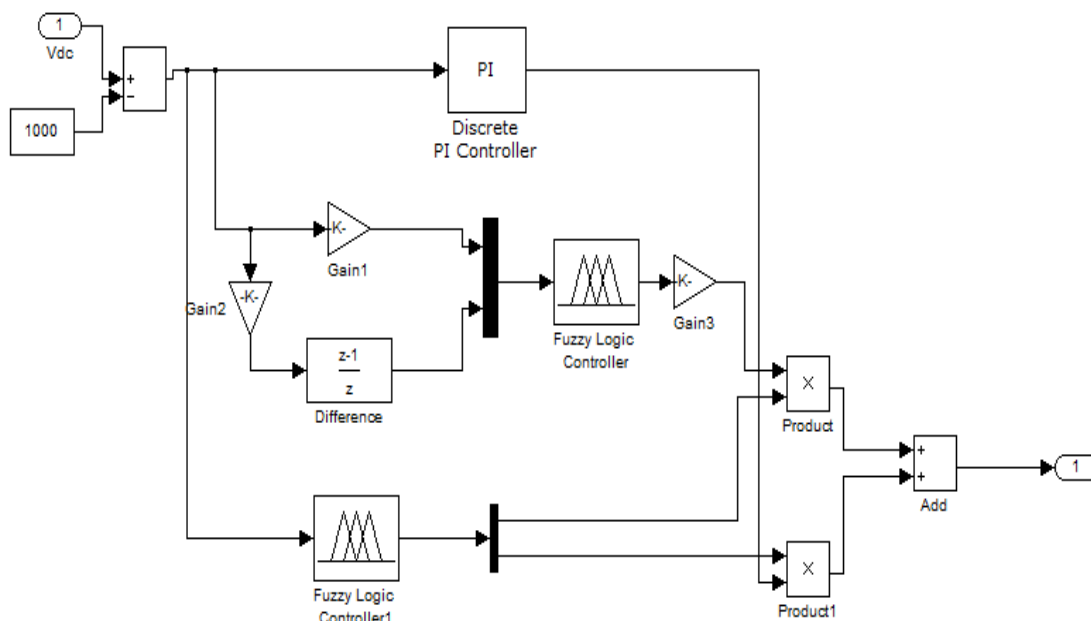 1
Vdc
+
−
1000
PI
Discrete
PI Controller
-K-
Gain1
-K-
Gain2
z-1
z
Difference
Fuzzy Logic
Controller
K-
Gain3
X
Product
+
+
Add
1
Fuzzy Logic
Controller1
X
Product1